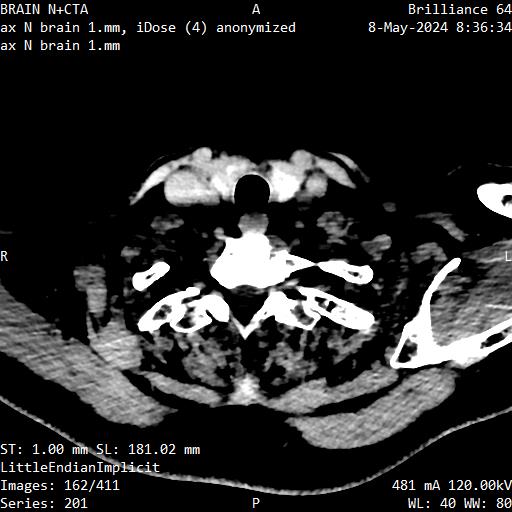 BRAIN N+CTA
A
Brilliance 64
ax N brain 1.mm, iDose (4) anonymized
8-May-2024 8:36:34
ax N brain 1.mm
R
L
ST: 1.00 mm SL: 181.02 mm
LittleEndianImplicit
Images: 162/411
481 mA 120.00kV
Series: 201
P
WL: 40 WW: 80